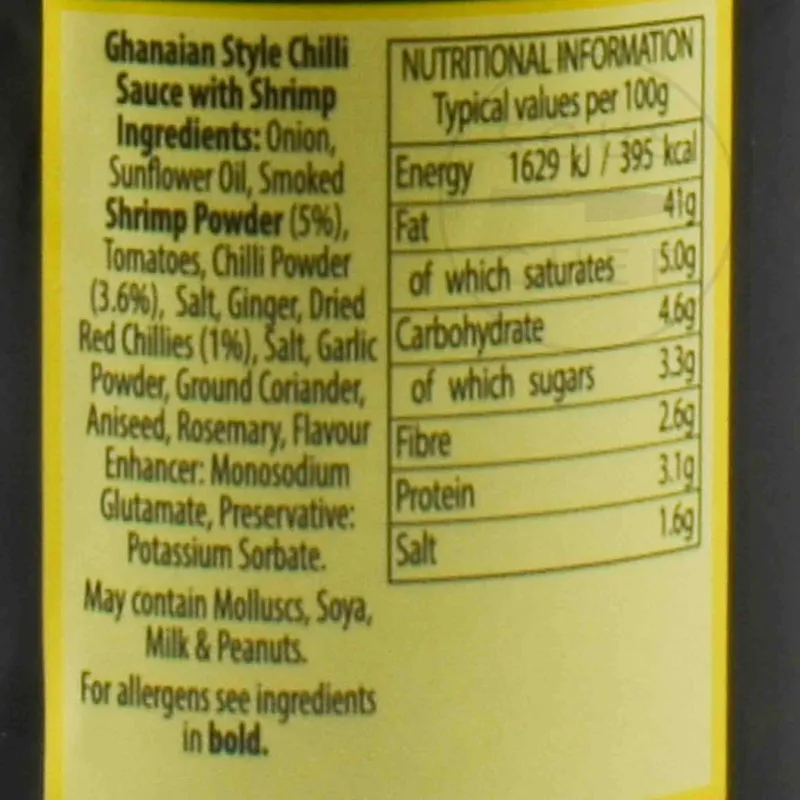 Ghanaian Style Chilli
Sauce with Shrimp
Ingredients: Onion,
Sunflower Oil, Smoked
Shrimp Powder (5%),
Tomatoes, Chilli Powder
(3.6%), Salt, Ginger, Dried
Red Chillies (1%), Salt, Garlic
Powder, Ground Coriander,
Aniseed, Rosemary, Flavour
Enhancer: Monosodium
Glutamate, Preservative:
Potassium Sorbate.
May contain Molluscs, Soya,
Milk & Peanuts.
For allergens see ingredients
in bold.
NUTRITIONAL INFORMATION
Typical values per 100g
Energy 1629 kJ / 395 kcal
Fat 41g
of which saturates 5.0g
Carbohydrate 4.6g
of which sugars 3.3g
Fibre 2.6g
Protein 3.1g
Salt 1.6g